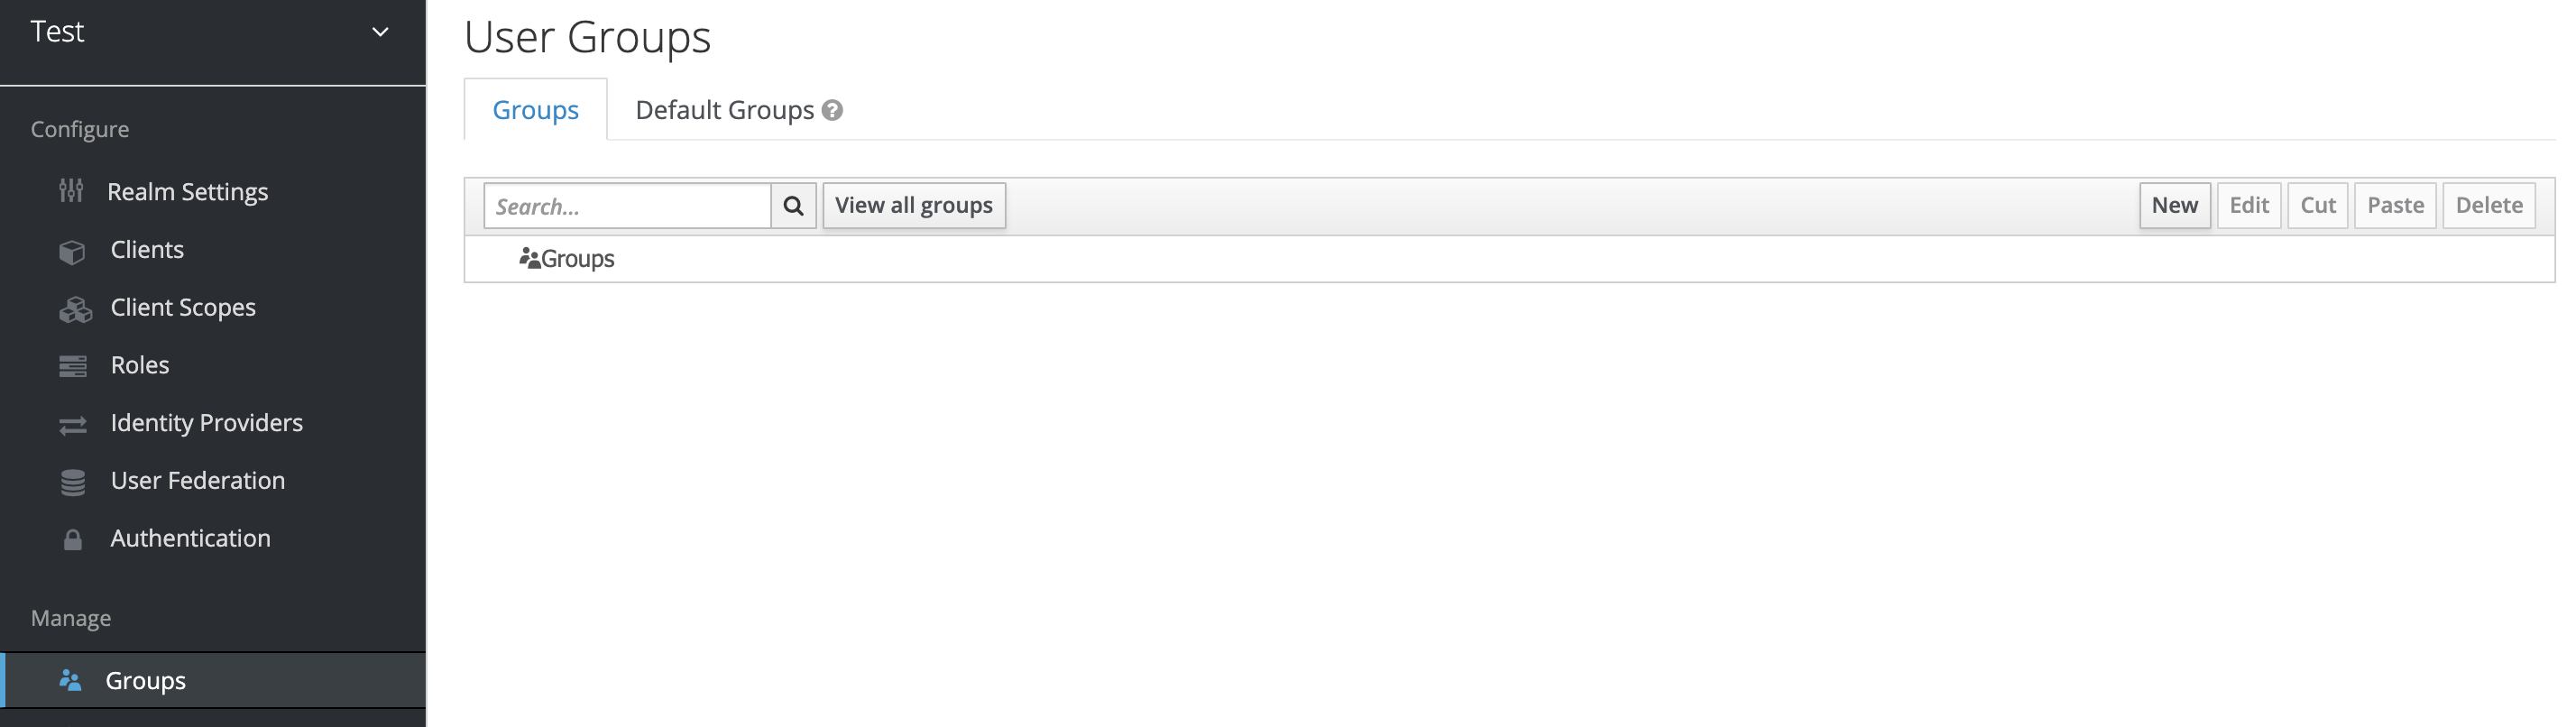 Test
Configure
Realm Settings
Clients
Client Scopes
Roles
Identity Providers
User Federation
Authentication
Manage
Groups
User Groups
Groups Default Groups ?
Search... View all groups New Edit Cut Paste Delete
Groups